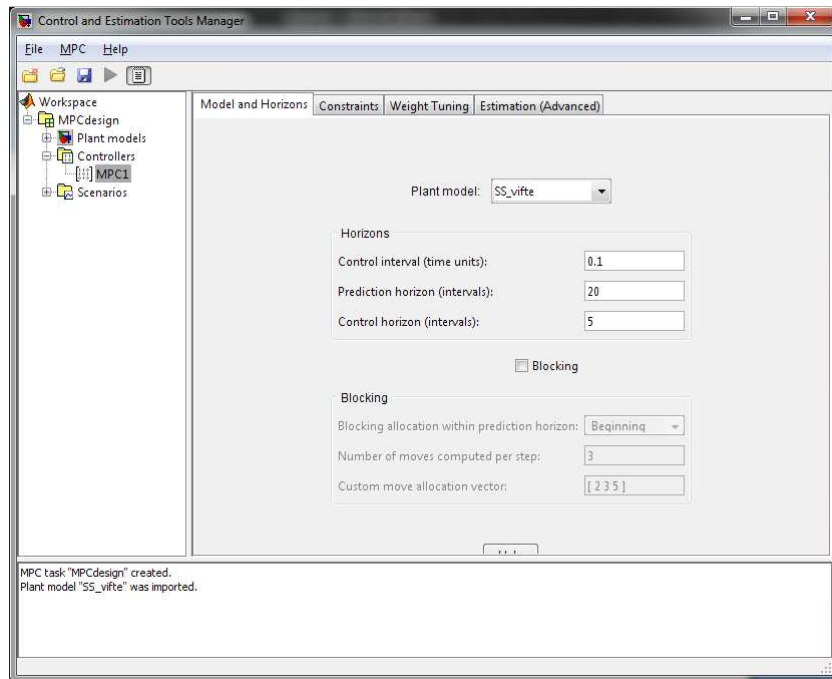 Control and Estimation Tools Manager
File MPC Help
Workspace
MPCdesign
Plant models
Controllers
MPC1
Scenarios
Model and Horizons Constraints Weight Tuning Estimation (Advanced)
Plant model: SS_vifte
Horizons
Control interval (time units): 0.1
Prediction horizon (intervals): 20
Control horizon (intervals): 5
Blocking
Blocking
Blocking allocation within prediction horizon: Beginning
Number of moves computed per step: 3
Custom move allocation vector: [ 2 3 5 ]
MPC task "MPCdesign" created.
Plant model "SS_vifte" was imported.